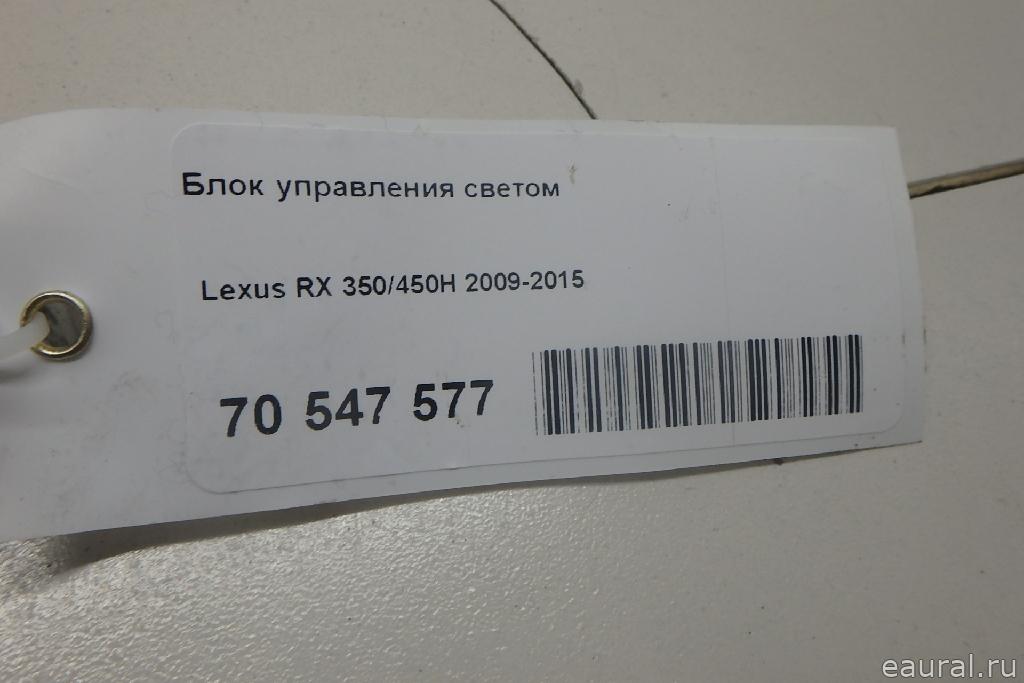 Блок управления светом
Lexus RX 350/450H 2009-2015
70 547 577
eaural.ru